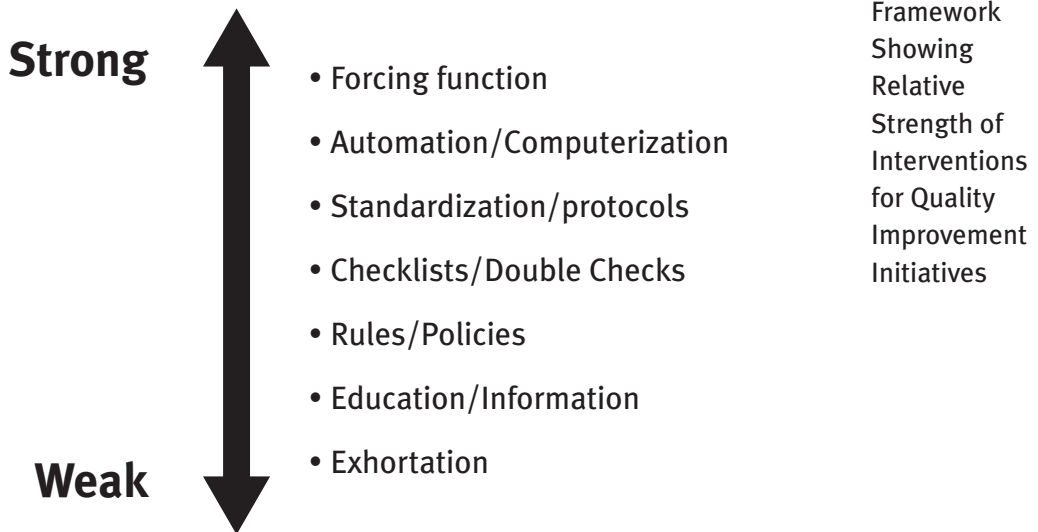 Strong
• Forcing function
• Automation/Computerization
• Standardization/protocols
• Checklists/Double Checks
• Rules/Policies
• Education/Information
• Exhortation
Weak
Framework
Showing
Relative
Strength of
Interventions
for Quality
Improvement
Initiatives